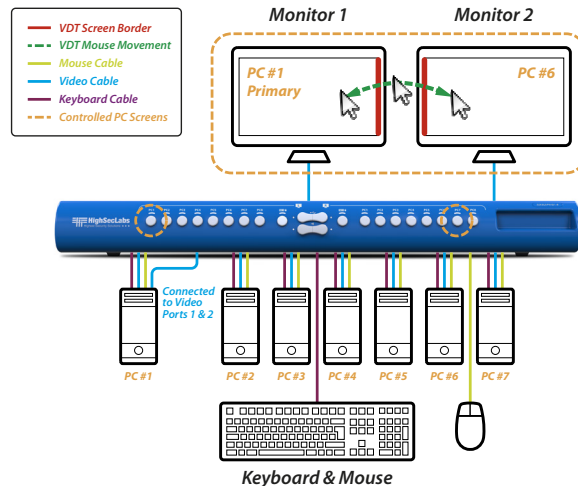 Monitor 1
Monitor 2
VDT Screen Border
VDT Mouse Movement
Mouse Cable
Video Cable
Keyboard Cable
Controlled PC Screens
PC #1
Primary
PC #6
HighSecLabs
Connected
to Video
Ports 1 & 2
PC #1
PC #2
PC #3
PC #4
PC #5
PC #6
PC #7
Keyboard & Mouse